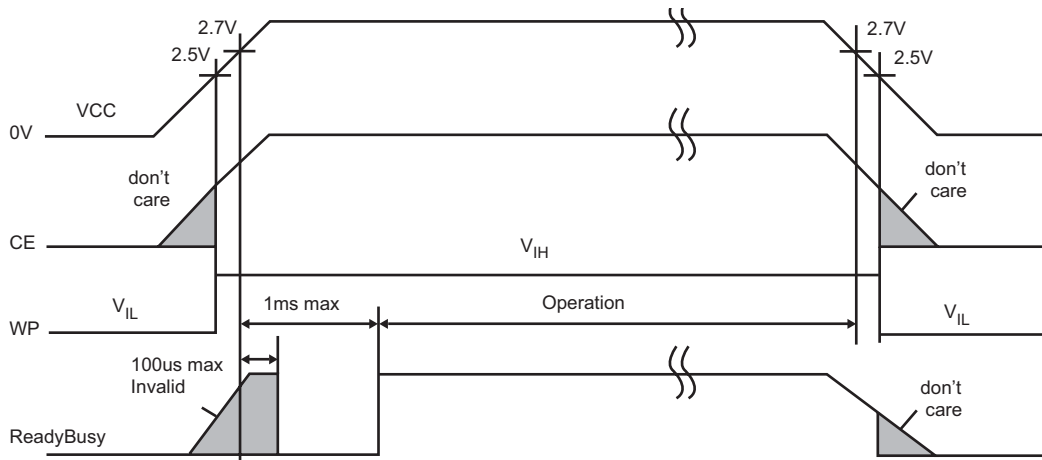 2.7V
2.7V
2.5V
2.5V
VCC
0V
don't
care
don't
care
CE
VIH
1ms max
Operation
VIL
VIL
WP
100us max
Invalid
don't
care
ReadyBusy